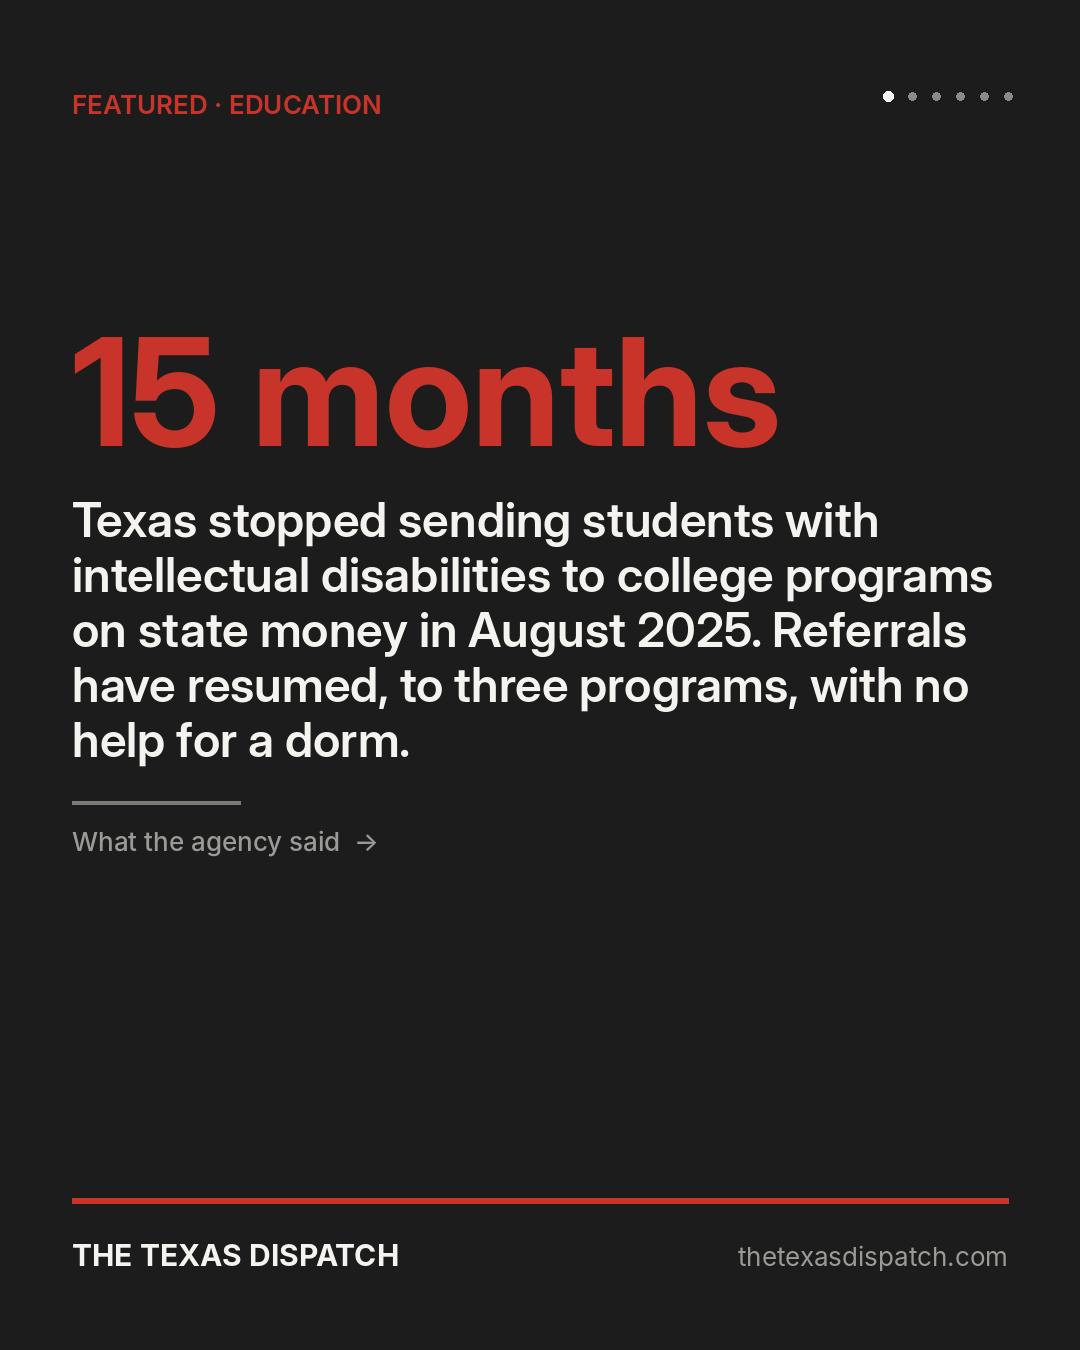 FEATURED · EDUCATION
15 months
Texas stopped sending students with
intellectual disabilities to college programs
on state money in August 2025. Referrals
have resumed, to three programs, with no
help for a dorm.
What the agency said →
THE TEXAS DISPATCH
thetexasdispatch.com